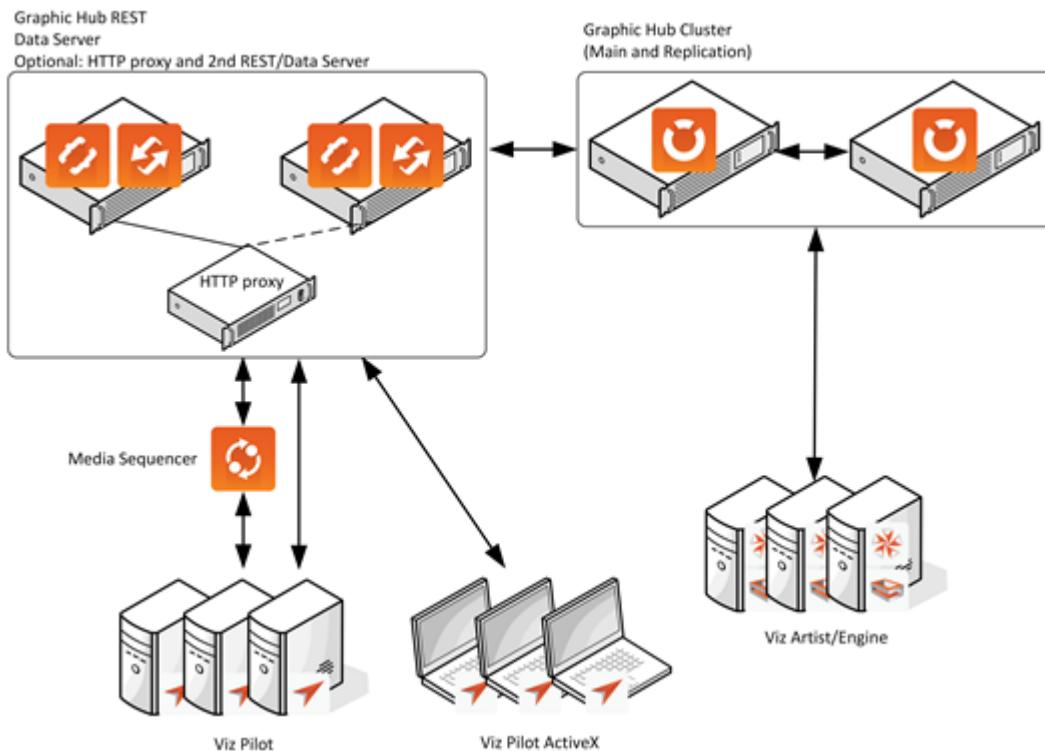 Graphic Hub REST
Data Server
Optional: HTTP proxy and 2nd REST/Data Server
Graphic Hub Cluster
(Main and Replication)
HTTP proxy
Media Sequencer
Viz Artist/Engine
Viz Pilot
Viz Pilot ActiveX